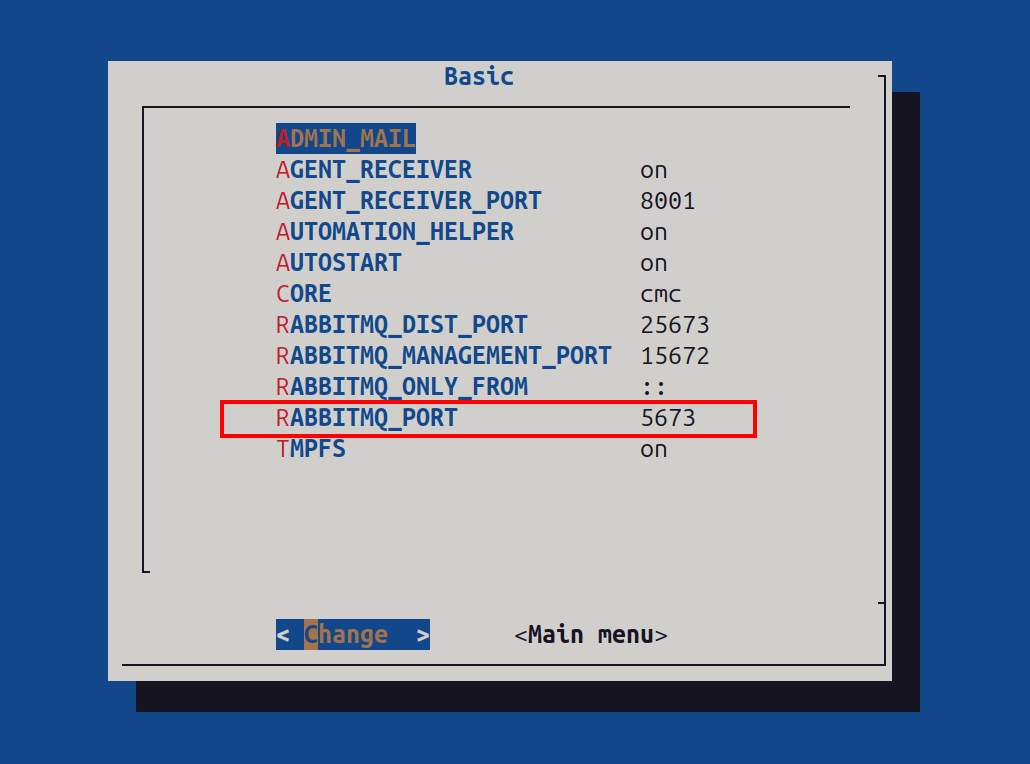 Basic
ADMIN_MAIL
AGENT_RECEIVER on
AGENT_RECEIVER_PORT 8001
AUTOMATION_HELPER on
AUTOSTART on
CORE cmc
RABBITMQ_DIST_PORT 25673
RABBITMQ_MANAGEMENT_PORT 15672
RABBITMQ_ONLY_FROM ::
RABBITMQ_PORT 5673
TMPFS on
< Change > <Main menu>